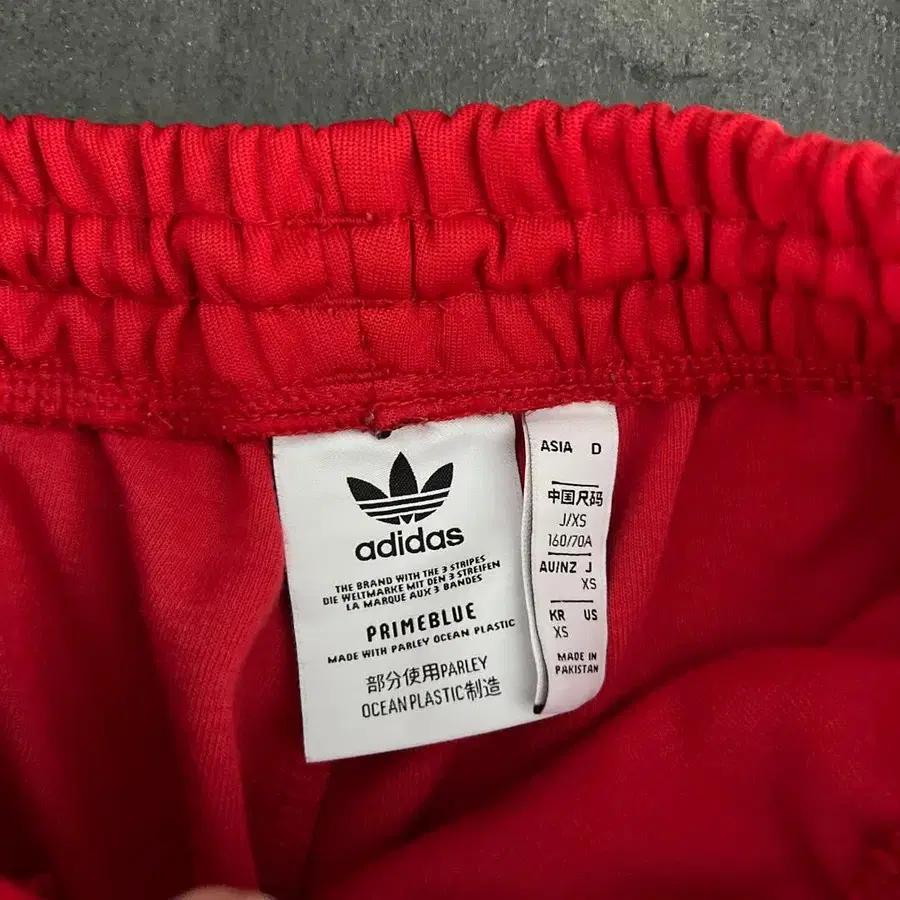 adidas
THE BRAND WITH THE 3 STRIPES
DIE WELTMARKE MIT DEN 3 STREIFEN
LA MARQUE AUX 3 BANDES
PRIMEBLUE
MADE WITH PARLEY OCEAN PLASTIC
部分使用PARLEY
OCEAN PLASTIC制造
ASIA D
中国尺码
J/XS
160/70A
AU/NZ J
XS
KR US
XS
MADE IN
PAKISTAN